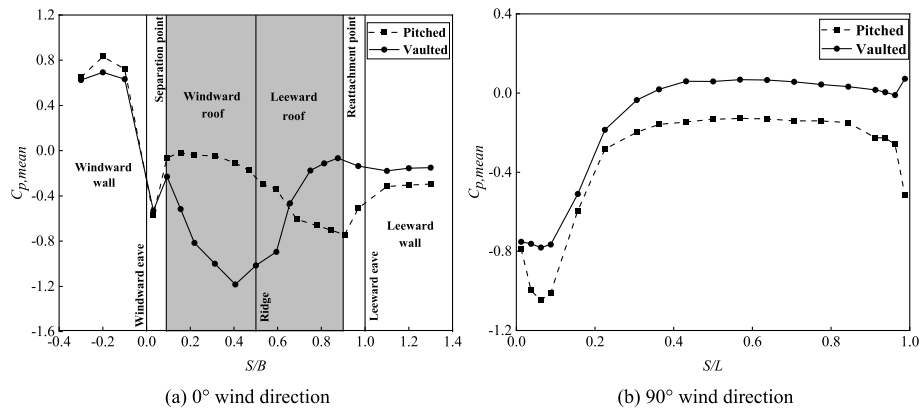 1.2
0.8
0.4
0.0
-0.4
-0.8
-1.2
-1.6
C_{p,mean}
Pitched
Vaulted
Separation point
Reattachment point
Windward roof
Leeward roof
Windward wall
Leeward wall
Windward eave
Ridge
Leeward eave
-0.4 -0.2 0.0 0.2 0.4 0.6 0.8 1.0 1.2 1.4
S/B
(a) 0° wind direction
0.4
0.0
-0.4
-0.8
-1.2
C_{p,mean}
Pitched
Vaulted
0.0 0.2 0.4 0.6 0.8 1.0
S/L
(b) 90° wind direction